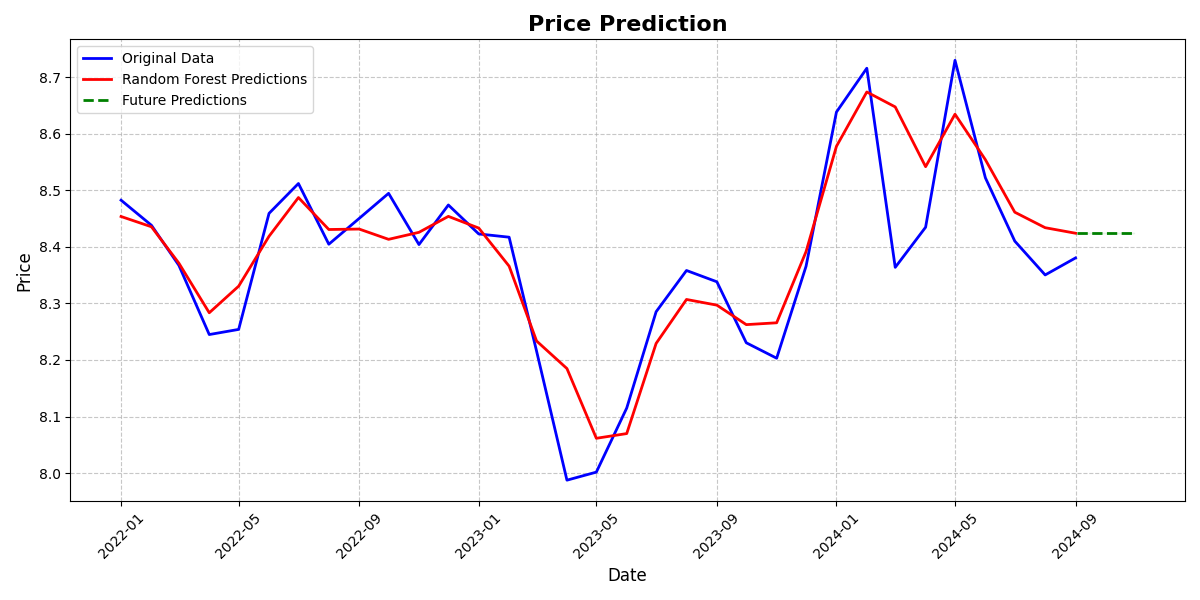 Price Prediction
Original Data
Random Forest Predictions
Future Predictions
Price
8.7
8.6
8.5
8.4
8.3
8.2
8.1
8.0
2022-01
2022-05
2022-09
2023-01
2023-05
2023-09
2024-01
2024-05
2024-09
Date